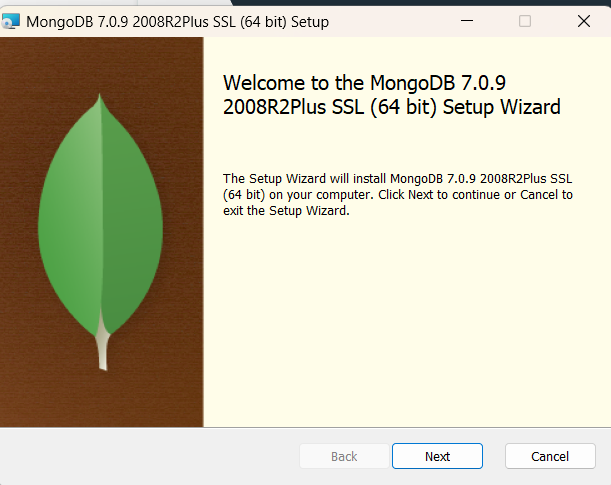 MongoDB 7.0.9 2008R2Plus SSL (64 bit) Setup
Welcome to the MongoDB 7.0.9
2008R2Plus SSL (64 bit) Setup Wizard
The Setup Wizard will install MongoDB 7.0.9 2008R2Plus SSL
(64 bit) on your computer. Click Next to continue or Cancel to
exit the Setup Wizard.
Back
Next
Cancel